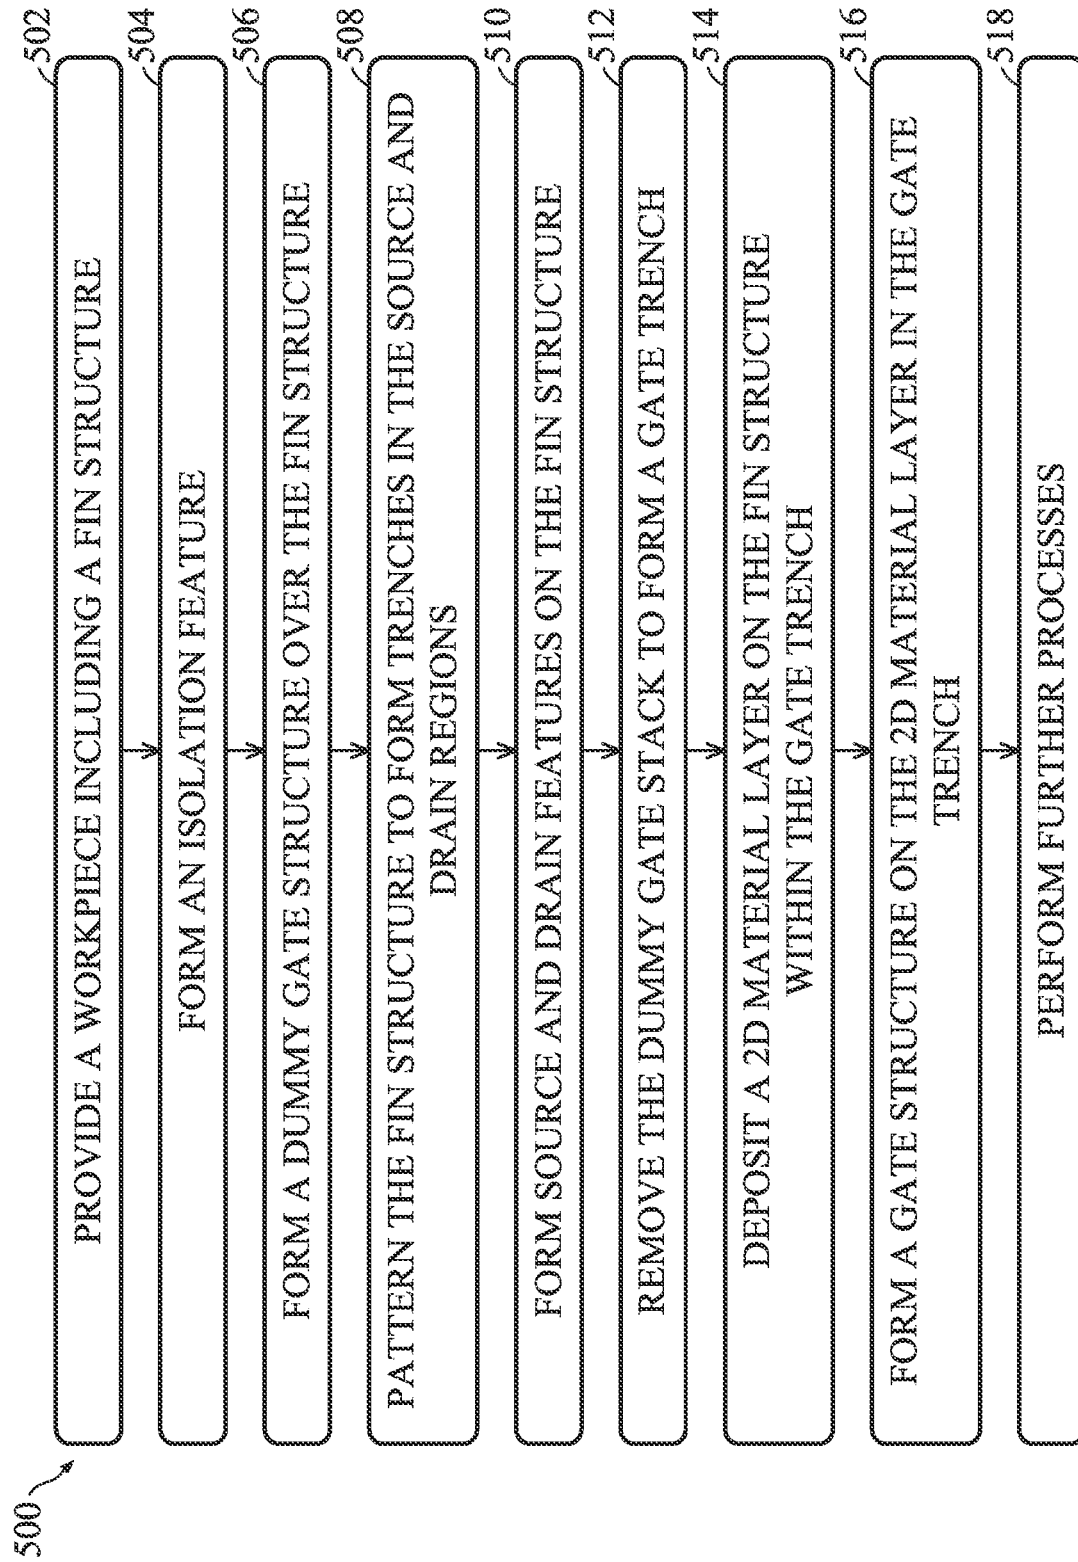 500
502
PROVIDE A WORKPIECE INCLUDING A FIN STRUCTURE
504
FORM AN ISOLATION FEATURE
506
FORM A DUMMY GATE STRUCTURE OVER THE FIN STRUCTURE
508
PATTERN THE FIN STRUCTURE TO FORM TRENCHES IN THE SOURCE AND
DRAIN REGIONS
510
FORM SOURCE AND DRAIN FEATURES ON THE FIN STRUCTURE
512
REMOVE THE DUMMY GATE STACK TO FORM A GATE TRENCH
514
DEPOSIT A 2D MATERIAL LAYER ON THE FIN STRUCTURE
WITHIN THE GATE TRENCH
516
FORM A GATE STRUCTURE ON THE 2D MATERIAL LAYER IN THE GATE
TRENCH
518
PERFORM FURTHER PROCESSES